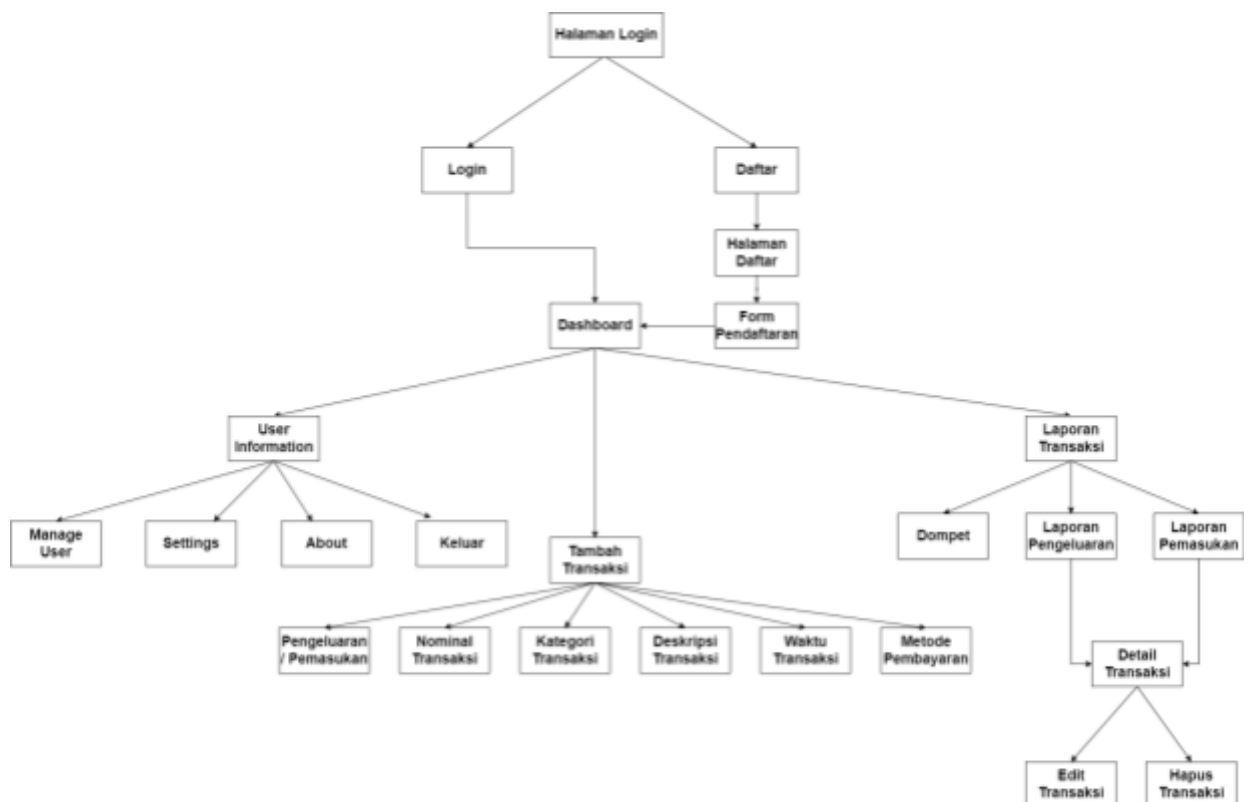 Halaman Login
Login
Daftar
Halaman
Daftar
Dashboard
Form
Pendaftaran
User
Information
Laporan
Transaksi
Manage
User
Settings
About
Keluar
Tambah
Transaksi
Dompet
Laporan
Pengeluaran
Laporan
Pemasukan
Pengeluaran
/ Pemasukan
Nominal
Transaksi
Kategori
Transaksi
Deskripsi
Transaksi
Waktu
Transaksi
Metode
Pembayaran
Detail
Transaksi
Edit
Transaksi
Hapus
Transaksi